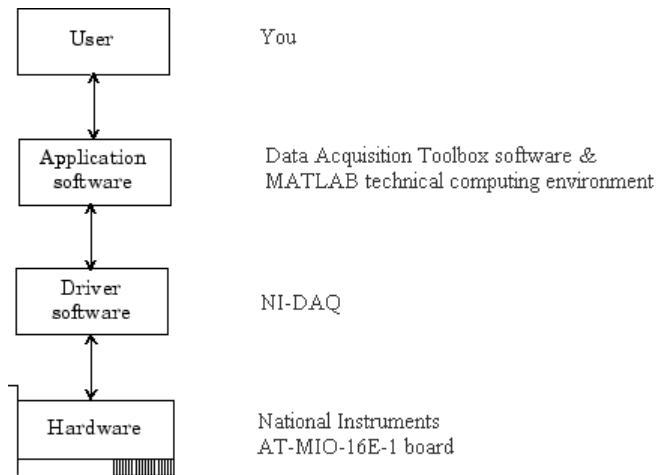 User
You
Application
software
Data Acquisition Toolbox software &
MATLAB technical computing environment
Driver
software
NI-DAQ
Hardware
National Instruments
AT-MIO-16E-1 board